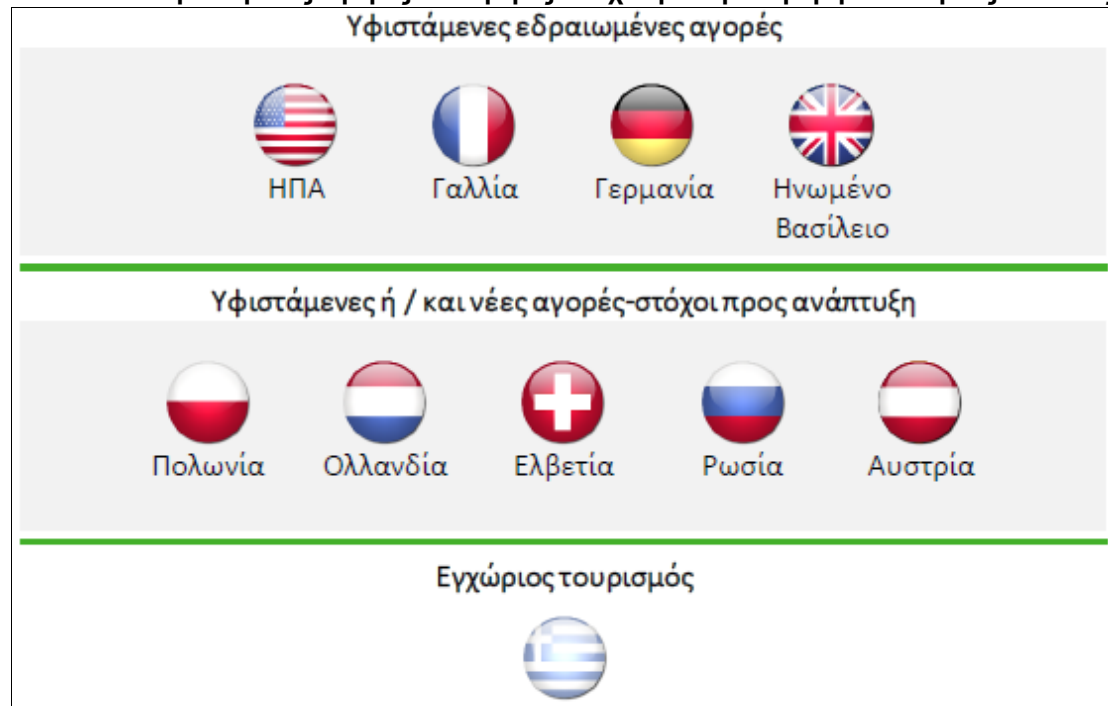 Υφιστάμενες εδραιωμένες αγορές
ΗΠΑ Γαλλία Γερμανία Ηνωμένο Βασίλειο
Υφιστάμενες ή / και νέες αγορές-στόχοι προς ανάπτυξη
Πολωνία Ολλανδία Ελβετία Ρωσία Αυστρία
Εγχώριος τουρισμός